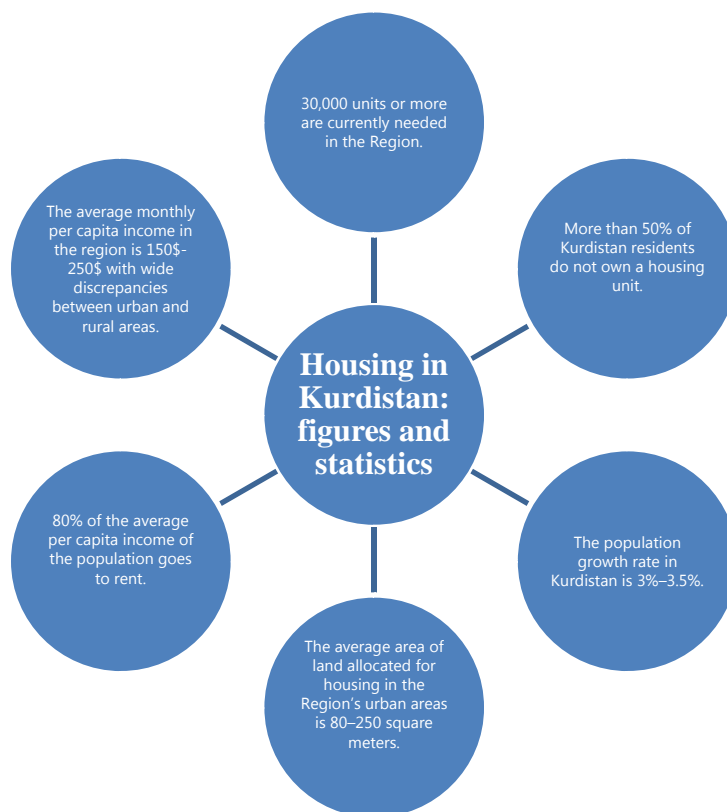 30,000 units or more
are currently needed
in the Region.
More than 50% of
Kurdistan residents
do not own a housing
unit.
The population
growth rate in
Kurdistan is 3%–3.5%.
The average area of
land allocated for
housing in the
Region’s urban areas
is 80–250 square
meters.
80% of the average
per capita income of
the population goes
to rent.
The average monthly
per capita income in
the region is 150$-
250$ with wide
discrepancies
between urban and
rural areas.
Housing in
Kurdistan:
figures and
statistics